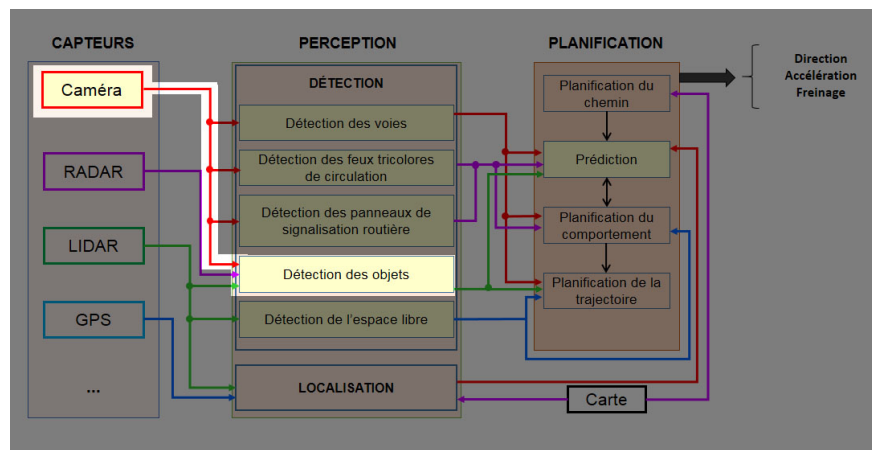 CAPTEURS
PERCEPTION
PLANIFICATION
Caméra
RADAR
LIDAR
GPS
...
DÉTECTION
Détection des voies
Détection des feux tricolores
de circulation
Détection des panneaux de
signalisation routière
Détection des objets
Détection de l'espace libre
LOCALISATION
Planification du
chemin
Prédiction
Planification du
comportement
Planification de la
trajectoire
Carte
Direction
Accélération
Freinage